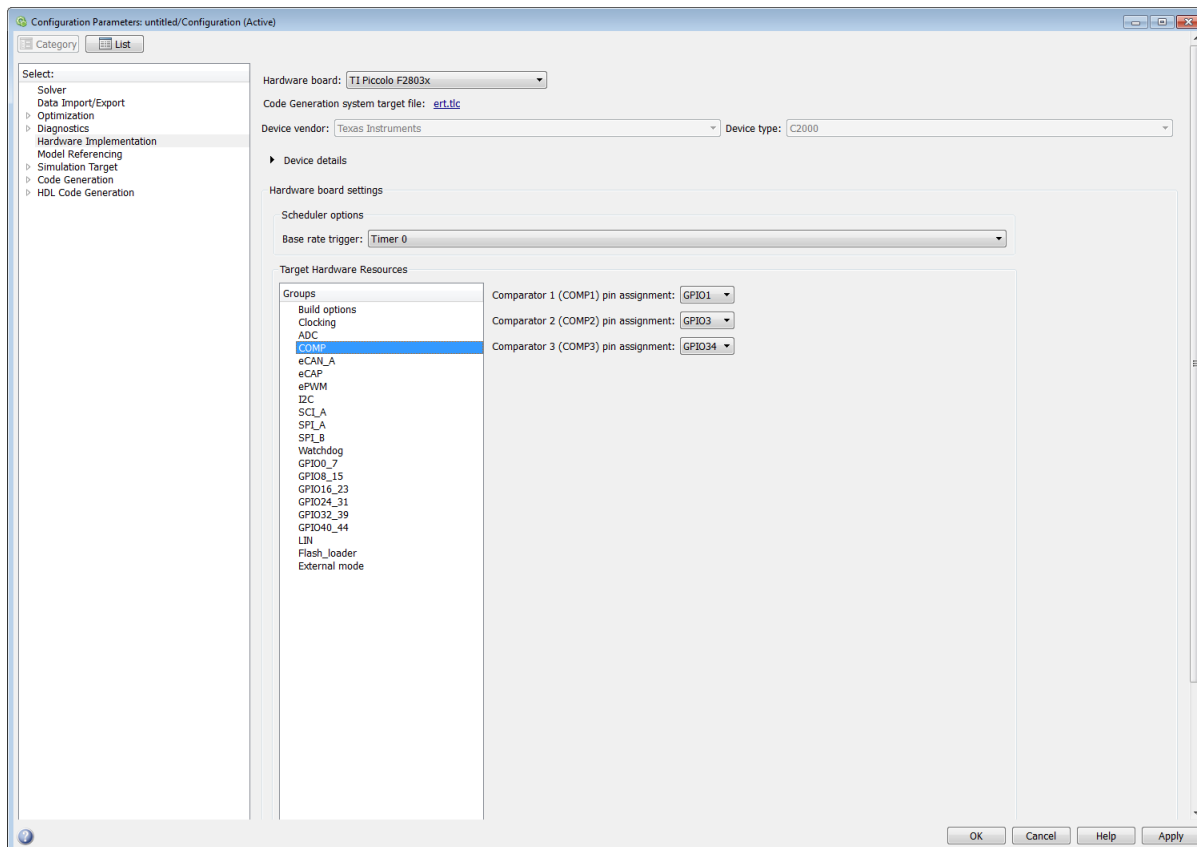 Configuration Parameters: untitled/Configuration (Active)
Category List
Select:
Solver
Data Import/Export
Optimization
Diagnostics
Hardware Implementation
Model Referencing
Simulation Target
Code Generation
HDL Code Generation
Hardware board: TI Piccolo F2803x
Code Generation system target file: ert.tlc
Device vendor: Texas Instruments Device type: C2000
Device details
Hardware board settings
Scheduler options
Base rate trigger: Timer 0
Target Hardware Resources
Groups
Build options
Clocking
ADC
COMP
eCAN_A
eCAP
ePWM
I2C
SCI_A
SPI_A
SPI_B
Watchdog
GPIO0_7
GPIO8_15
GPIO16_23
GPIO24_31
GPIO32_39
GPIO40_44
LIN
Flash_loader
External mode
Comparator 1 (COMP1) pin assignment: GPIO1
Comparator 2 (COMP2) pin assignment: GPIO3
Comparator 3 (COMP3) pin assignment: GPIO34
OK Cancel Help Apply